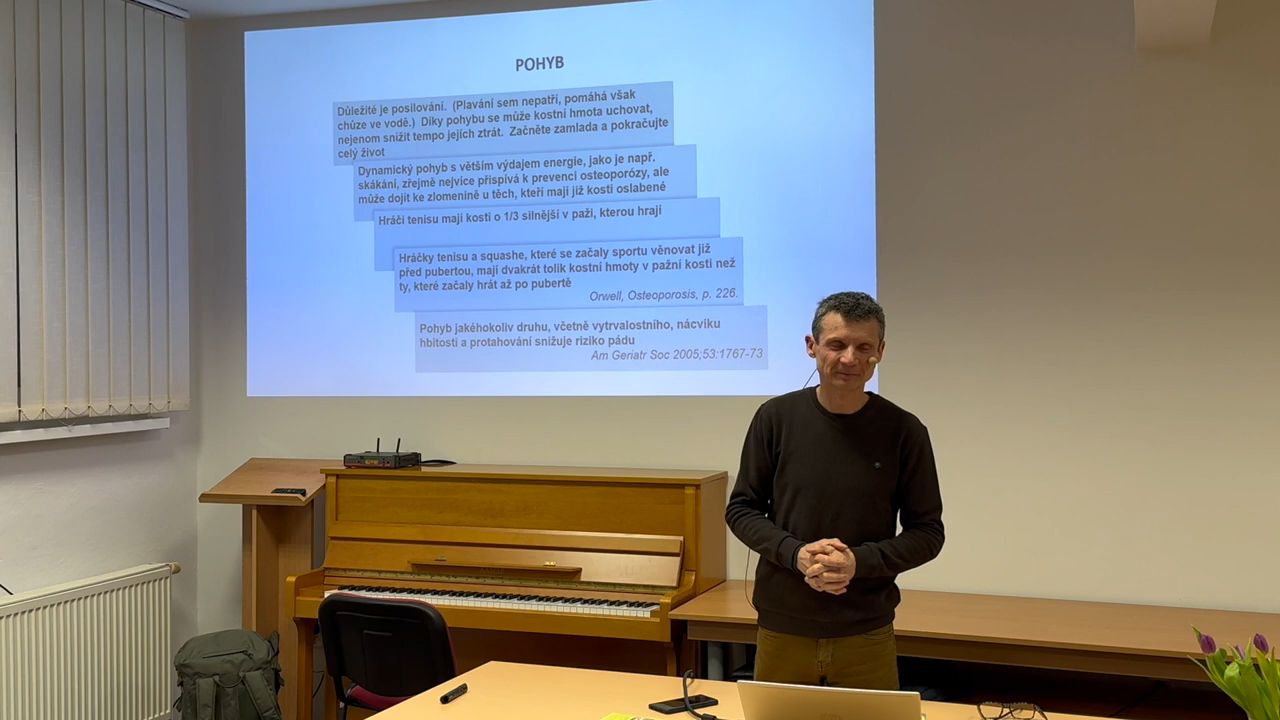 POHYB
Důležité je posilování.  (Plavání sem nepatří, pomáhá však
chůze ve vodě.)  Díky pohybu se může kostní hmota uchovat,
nejenom snížit tempo jejích ztrát.  Začněte zamlada a pokračujte
celý život
Dynamický pohyb s větším výdajem energie, jako je např.
skákání, zřejmě nejvíce přispívá k prevenci osteoporózy, ale
může dojít ke zlomenině u těch, kteří mají již kosti oslabené
Hráči tenisu mají kosti o 1/3 silnější v paži, kterou hrají
Hráčky tenisu a squashe, které se začaly sportu věnovat již
před pubertou, mají dvakrát tolik kostní hmoty v pažní kosti než
ty, které začaly hrát až po pubertě
Orwell, Osteoporosis, p. 226.
Pohyb jakéhokoliv druhu, včetně vytrvalostního, nácviku
hbitosti a protahování snižuje riziko pádu
Am Geriatr Soc 2005;53:1767-73